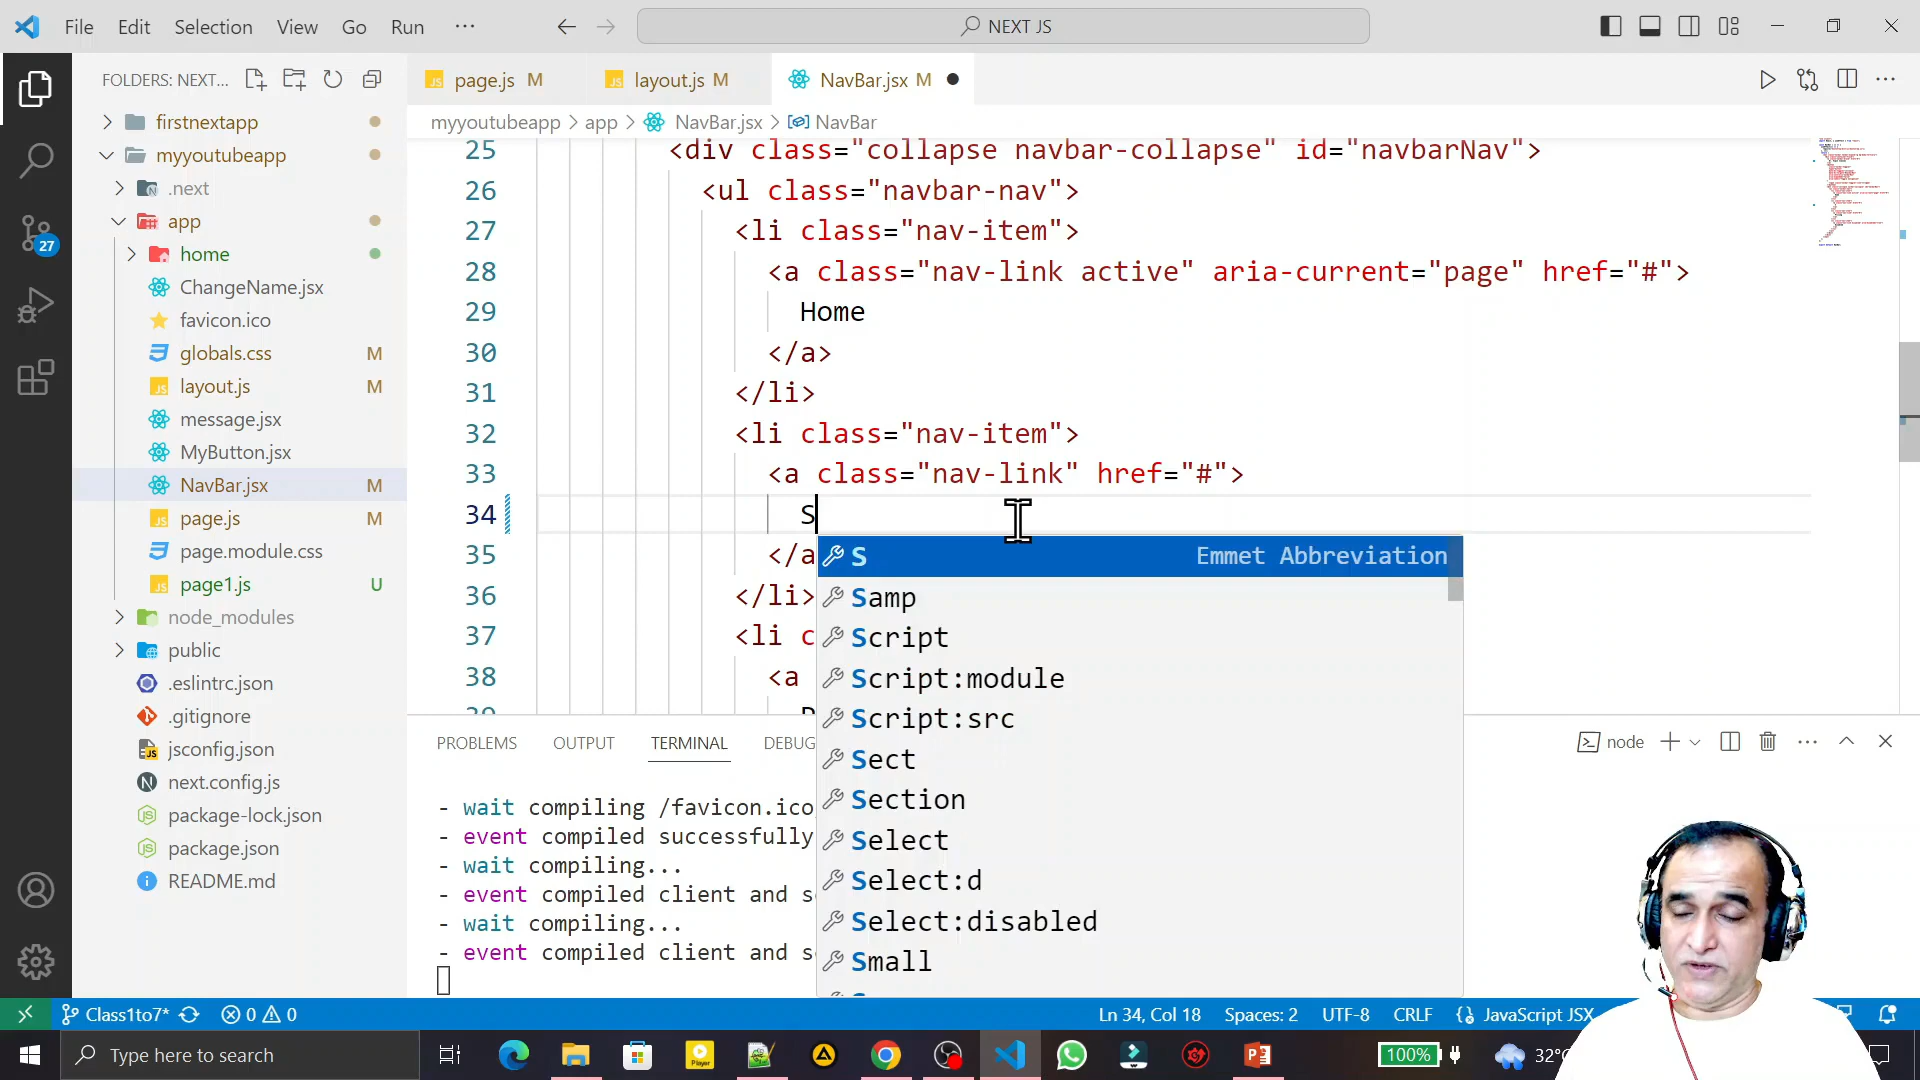 File Edit Selection View Go Run ··· NEXT JS
FOLDERS: NEXT...
page.js M layout.js M NavBar.jsx M
myyoutubeapp > app > NavBar.jsx > NavBar
firstnextapp
myyoutubeapp
.next
app
home
ChangeName.jsx
favicon.ico
globals.css M
layout.js M
message.jsx
MyButton.jsx
NavBar.jsx M
page.js M
page.module.css
page1.js U
node_modules
public
.eslintrc.json
.gitignore
jsconfig.json
next.config.js
package-lock.json
package.json
README.md
27
25 <div class="collapse navbar-collapse" id="navbarNav">
26 <ul class="navbar-nav">
27 <li class="nav-item">
28 <a class="nav-link active" aria-current="page" href="#">
29 Home
30 </a>
31 </li>
32 <li class="nav-item">
33 <a class="nav-link" href="#">
34 S
35 </a
36 </li>
37 <li c
38 <a
S Emmet Abbreviation
Samp
Script
Script:module
Script:src
Sect
Section
Select
Select:d
Select:disabled
Small
PROBLEMS OUTPUT TERMINAL DEBUG
node
- wait compiling /favicon.ico
- event compiled successfully
- wait compiling...
- event compiled client and s
- wait compiling...
- event compiled client and s
Class1to7* 0 0 Ln 34, Col 18 Spaces: 2 UTF-8 CRLF {} JavaScript JSX
Type here to search
Player
100% 32°C